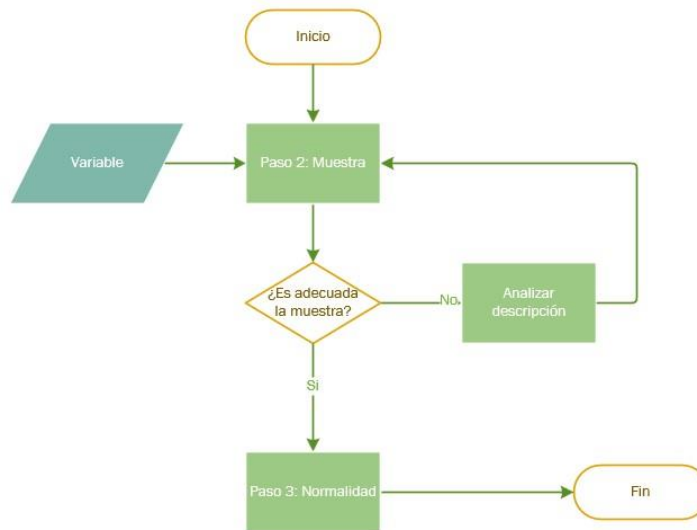 Inicio
Variable
Paso 2: Muestra
¿Es adecuada
la muestra?
No
Analizar
descripción
Si
Paso 3: Normalidad
Fin